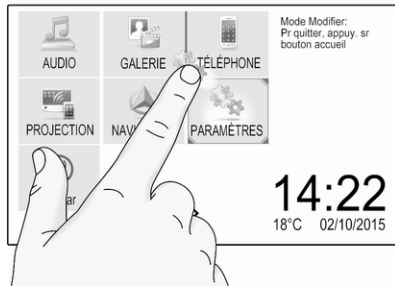 AUDIO
GALERIE
TÉLÉPHONE
Mode Modifier:
Pr quitter, appuy. sr
bouton accueil
PROJECTION
PARAMÈTRES
14:22
18°C 02/10/2015